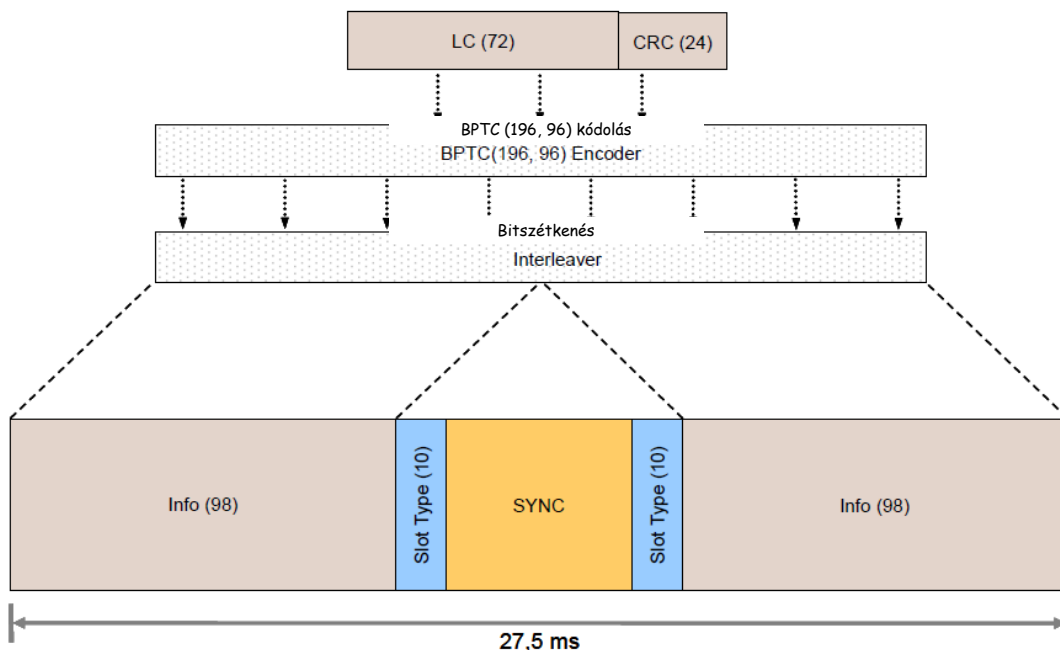 LC (72)
CRC (24)
BPTC (196, 96) kódolás
BPTC(196, 96) Encoder
Bitszétkenés
Interleaver
Info (98)
Slot Type (10)
SYNC
Slot Type (10)
Info (98)
27,5 ms